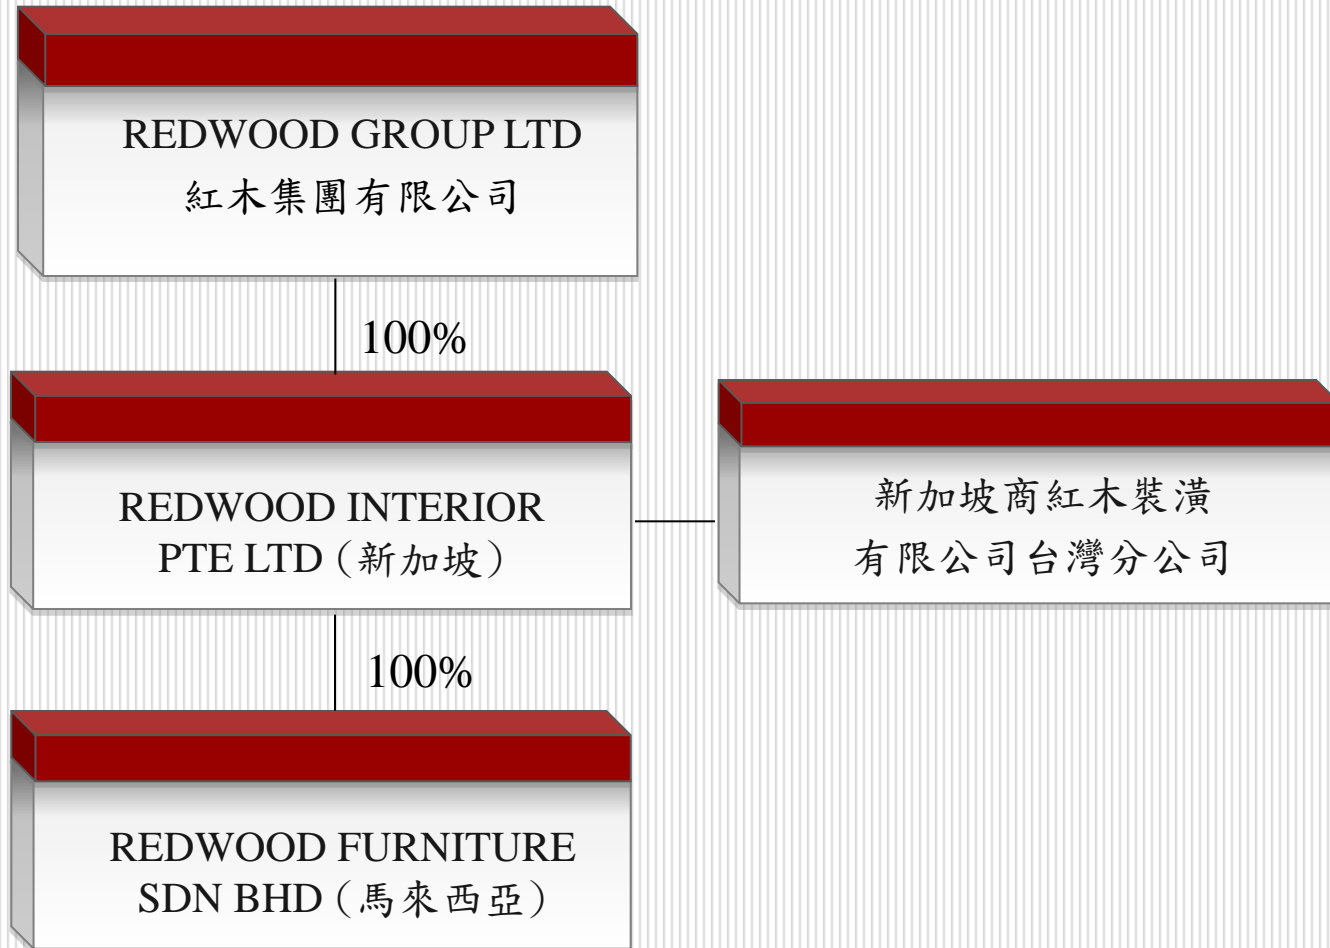 REDWOOD GROUP LTD
紅木集團有限公司
100%
REDWOOD INTERIOR
PTE LTD (新加坡)
新加坡商紅木裝潢
有限公司台灣分公司
100%
REDWOOD FURNITURE
SDN BHD (馬來西亞)